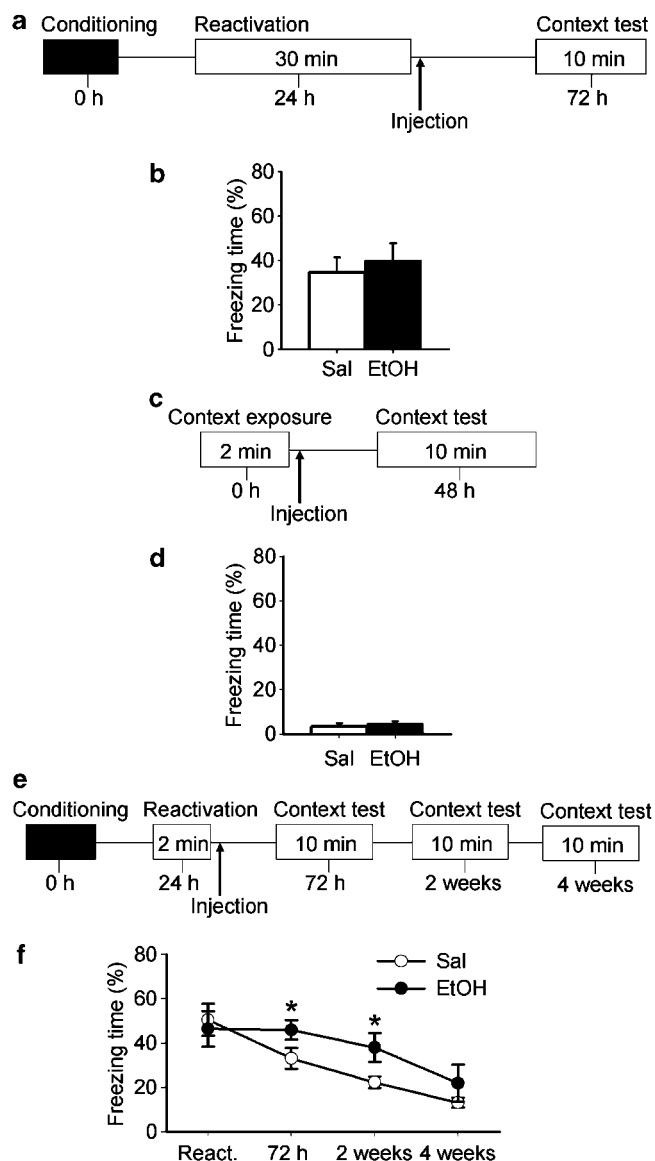 a
Conditioning Reactivation Context test
30 min 10 min
0 h 24 h 72 h
Injection
b
Freezing time (%)
80
60
40
20
0
Sal EtOH
c
Context exposure Context test
2 min 10 min
0 h 48 h
Injection
d
Freezing time (%)
80
60
40
20
0
Sal EtOH
e
Conditioning Reactivation Context test Context test Context test
2 min 10 min 10 min 10 min
0 h 24 h 72 h 2 weeks 4 weeks
Injection
f
Freezing time (%)
80
60
40
20
0
Sal
EtOH
* *
React. 72 h 2 weeks 4 weeks